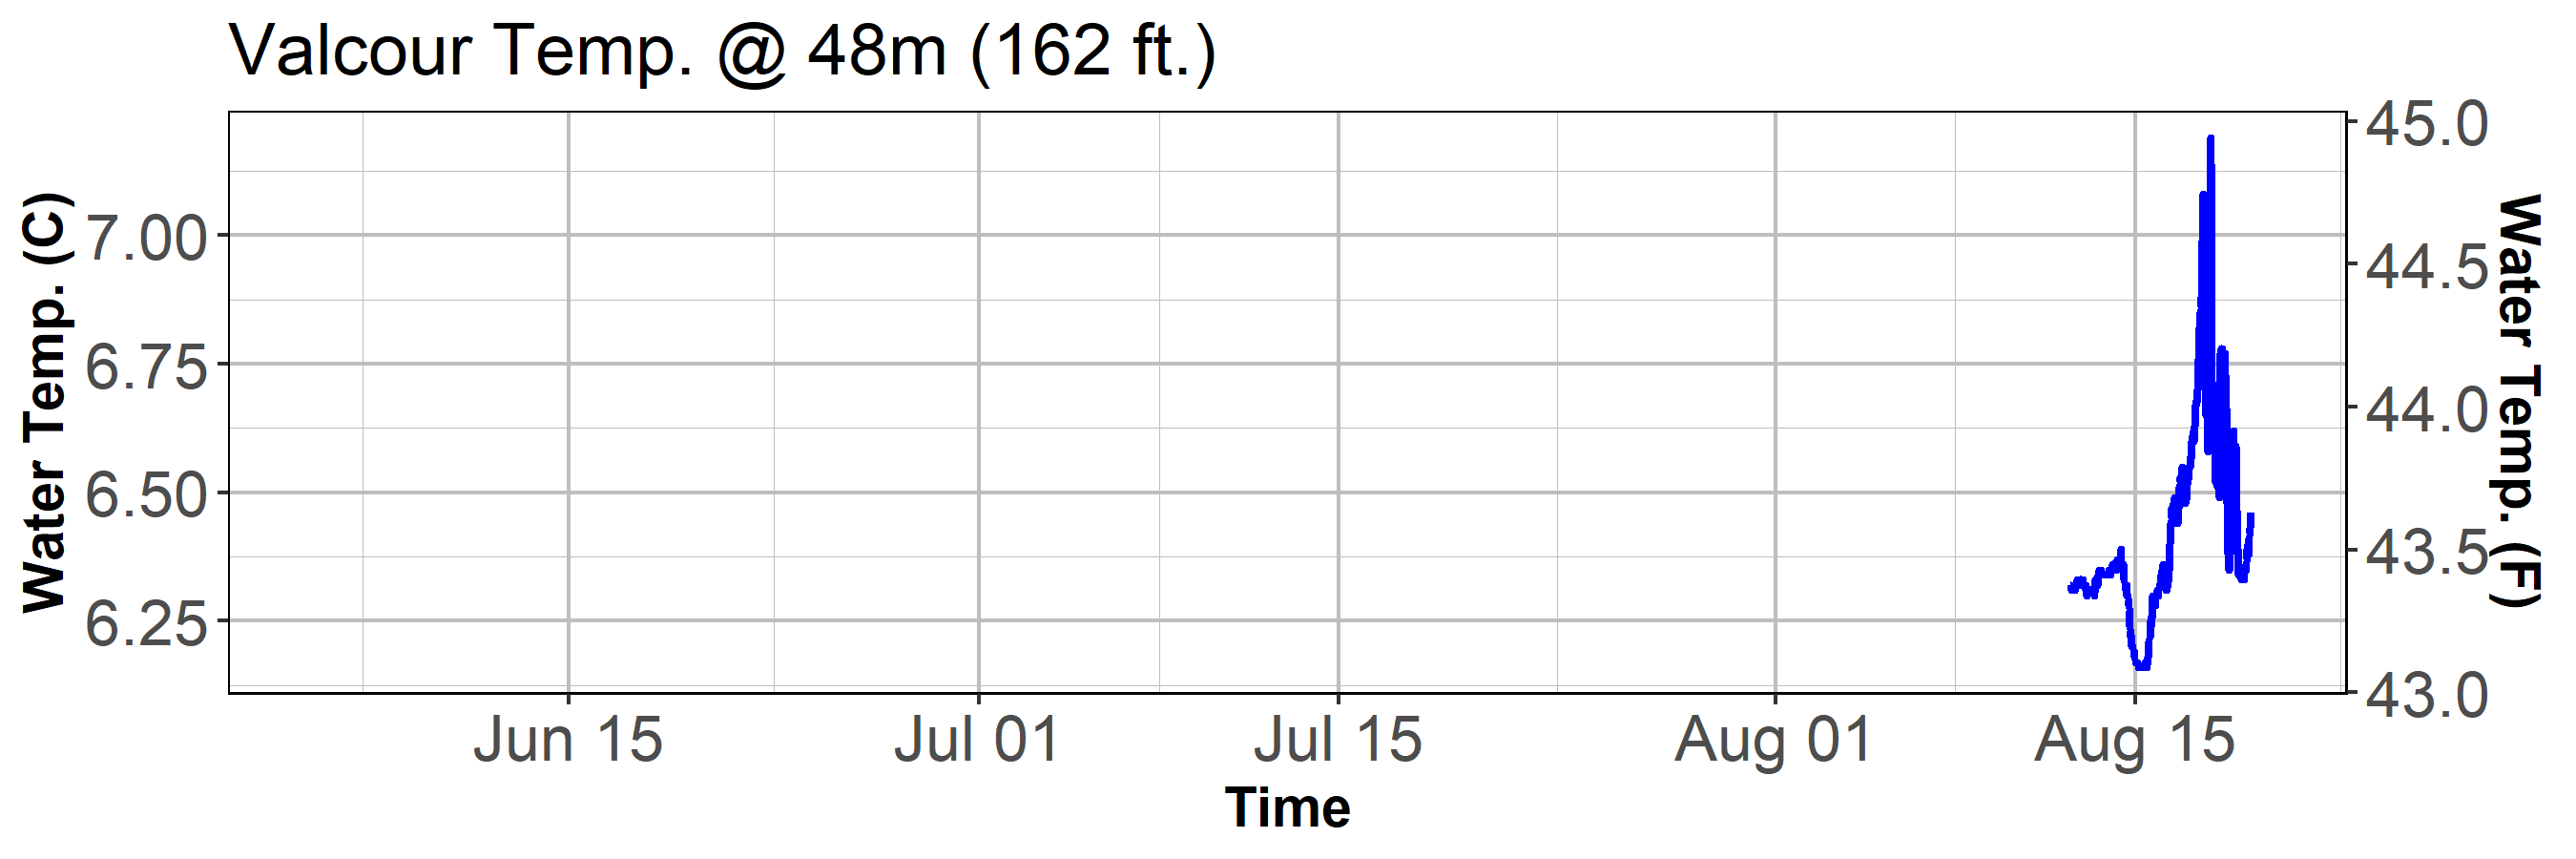 Valcour Temp. @ 48m (162 ft.)
Water Temp. (C)
7.00
6.75
6.50
6.25
45.0
44.5
44.0
43.5
43.0
Water Temp. (F)
Jun 15 Jul 01 Jul 15 Aug 01 Aug 15
Time